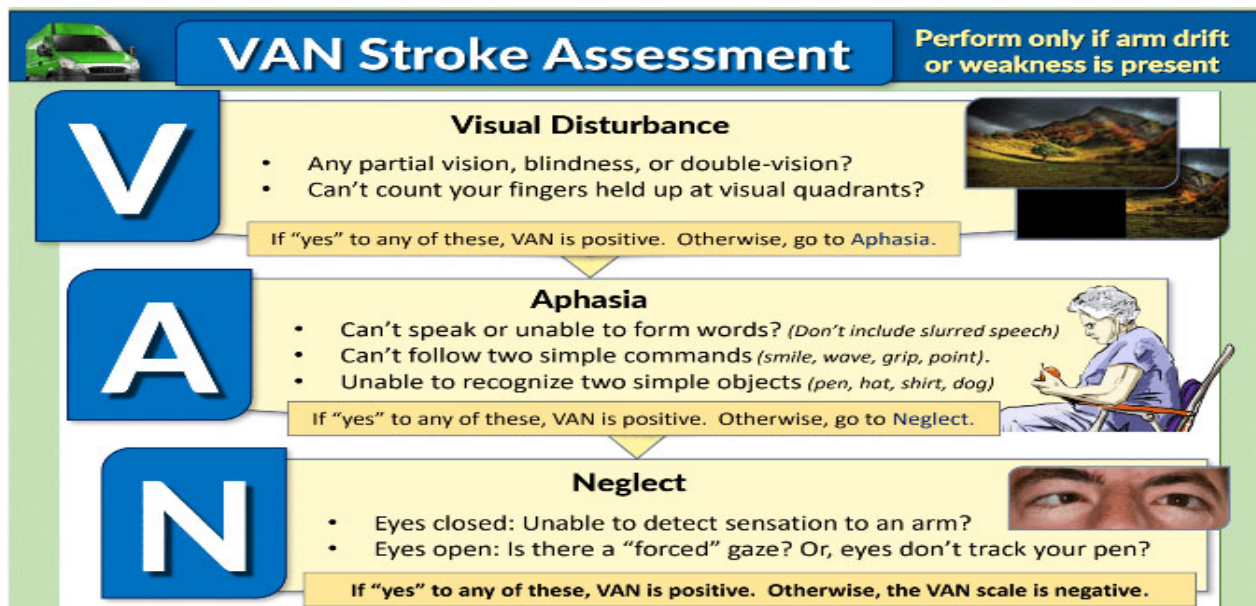 VAN Stroke Assessment
Perform only if arm drift
or weakness is present
V
Visual Disturbance
• Any partial vision, blindness, or double-vision?
• Can't count your fingers held up at visual quadrants?
If “yes” to any of these, VAN is positive. Otherwise, go to Aphasia.
A
Aphasia
• Can't speak or unable to form words? (Don't include slurred speech)
• Can't follow two simple commands (smile, wave, grip, point).
• Unable to recognize two simple objects (pen, hat, shirt, dog)
If “yes” to any of these, VAN is positive. Otherwise, go to Neglect.
N
Neglect
• Eyes closed: Unable to detect sensation to an arm?
• Eyes open: Is there a “forced” gaze? Or, eyes don't track your pen?
If “yes” to any of these, VAN is positive. Otherwise, the VAN scale is negative.